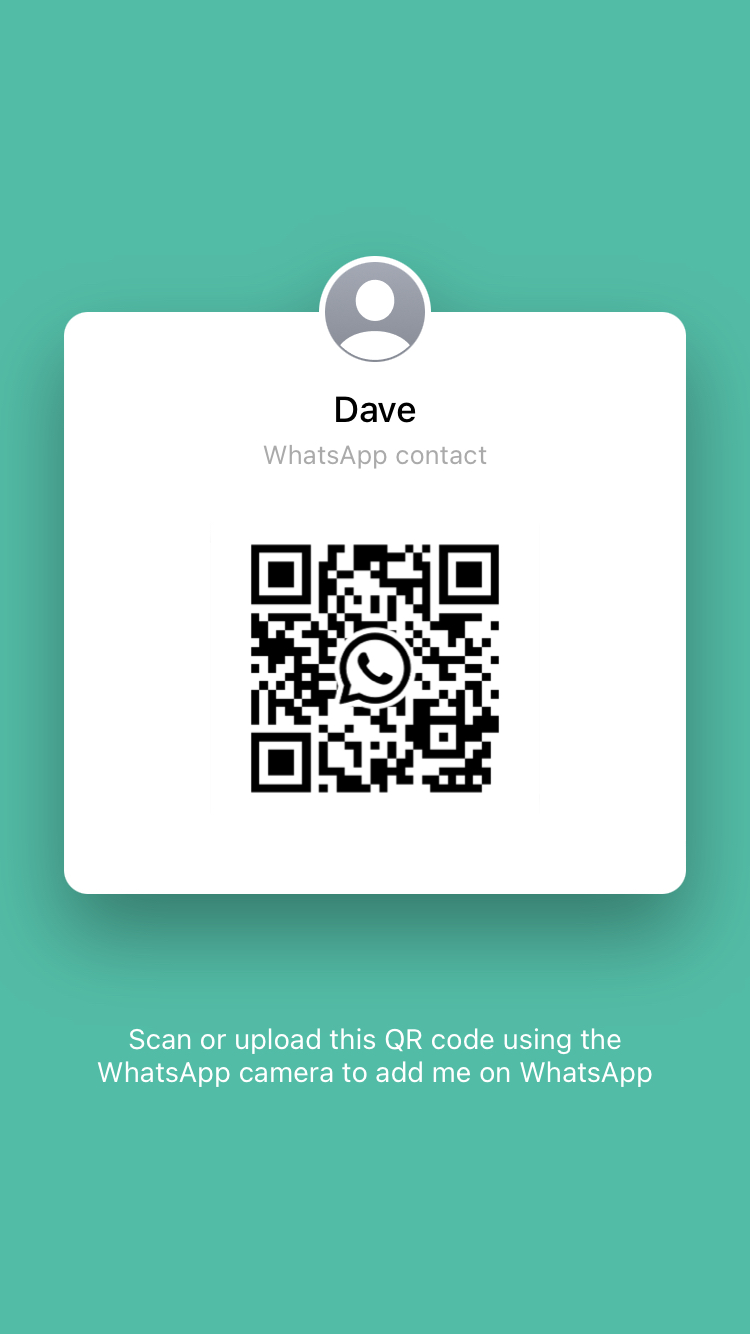 Dave
WhatsApp contact
Scan or upload this QR code using the
WhatsApp camera to add me on WhatsApp